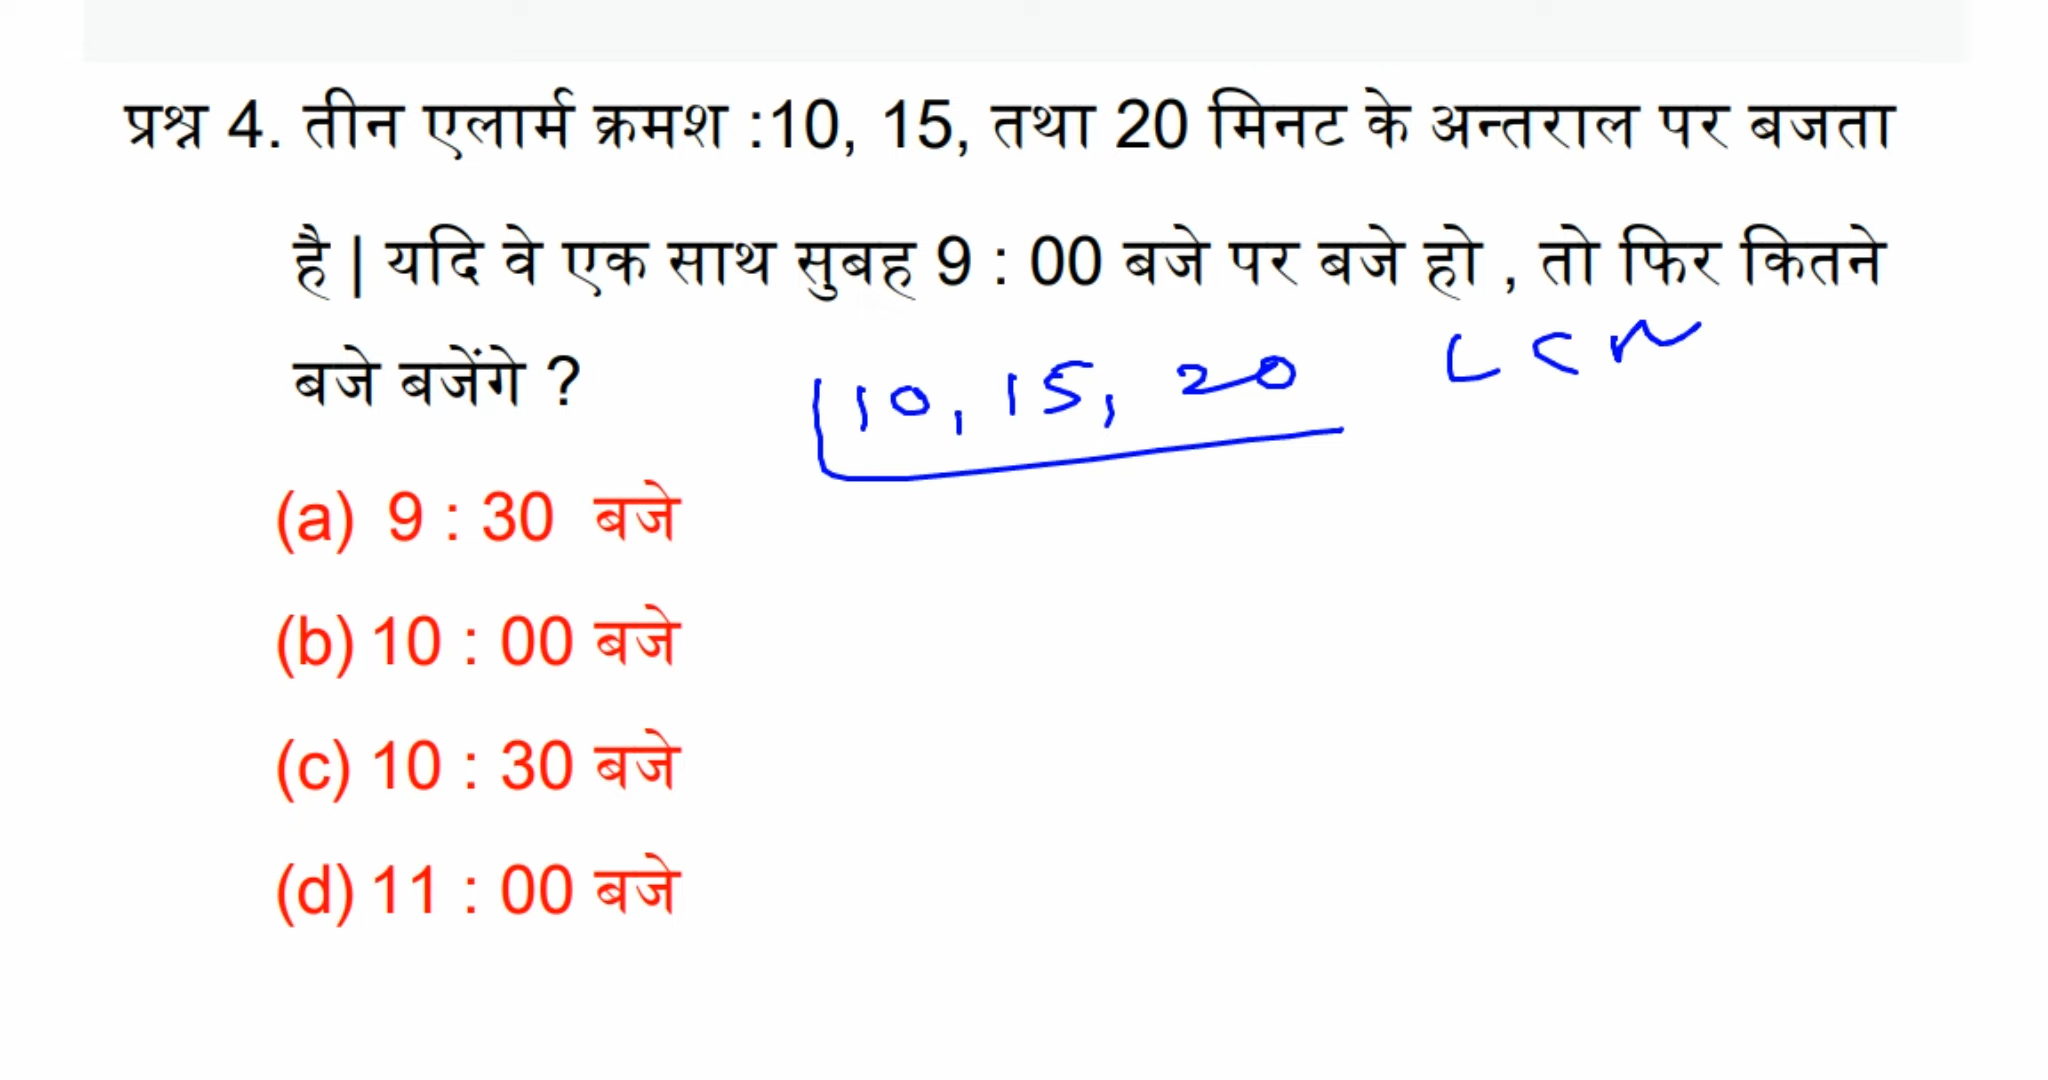 प्रश्न 4. तीन एलार्म क्रमश :10, 15, तथा 20 मिनट के अन्तराल पर बजता
है | यदि वे एक साथ सुबह 9 : 00 बजे पर बजे हो , तो फिर कितने
बजे बजेंगे ?
10, 15, 20 LCM
(a) 9 : 30 बजे
(b) 10 : 00 बजे
(c) 10 : 30 बजे
(d) 11 : 00 बजे